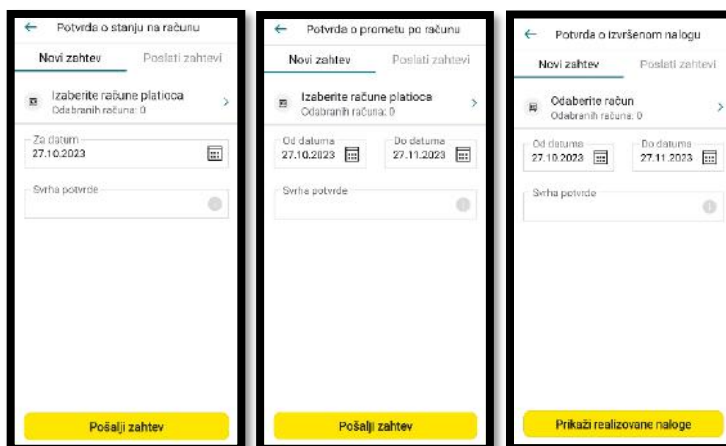 Potvrda o stanju na računu
Novi zahtev
Poslati zahtevi
Izaberite račune platioca
Odabranih računa: 0
Za datum
27.10.2023
Svrha potvrde
Pošalji zahtev
Potvrda o prometu po računu
Novi zahtev
Poslati zahtevi
Izaberite račune platioca
Odabranih računa: 0
Od datuma
27.10.2023
Do datuma
27.11.2023
Svrha potvrde
Pošalji zahtev
Potvrda o izvršenom nalogu
Novi zahtev
Poslati zahtevi
Odaberite račun
Odabranih računa: 0
Od datuma
27.10.2023
Do datuma
27.11.2023
Svrha potvrde
Prikaži realizovane naloge